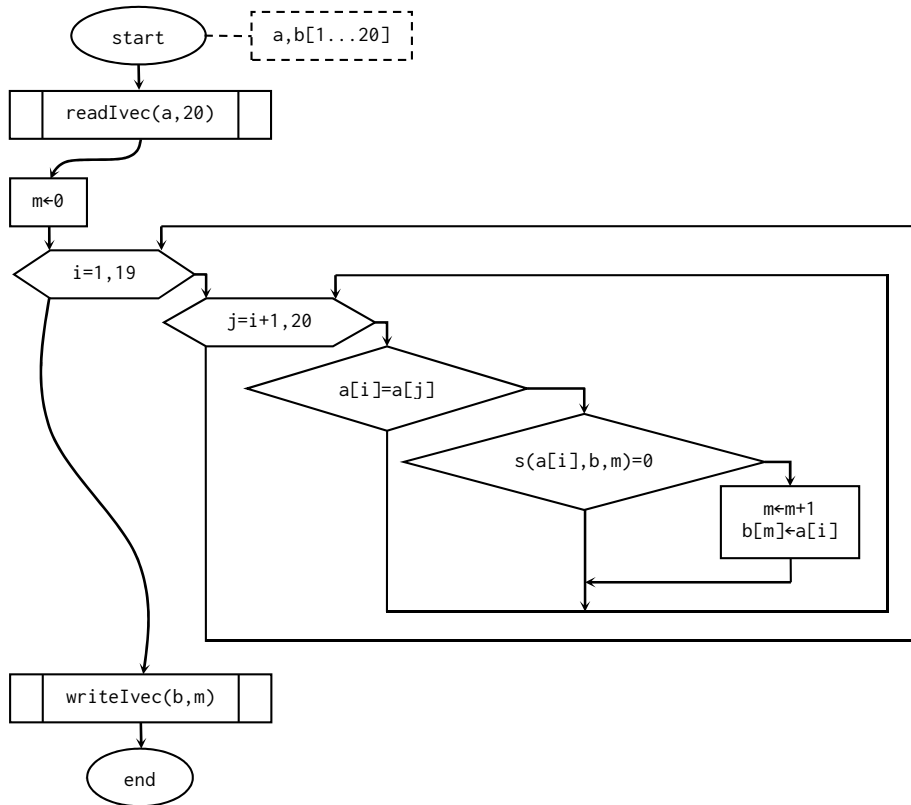 start
a,b[1...20]
readIvec(a,20)
m←0
i=1,19
j=i+1,20
a[i]=a[j]
s(a[i],b,m)=0
m←m+1
b[m]←a[i]
writeIvec(b,m)
end